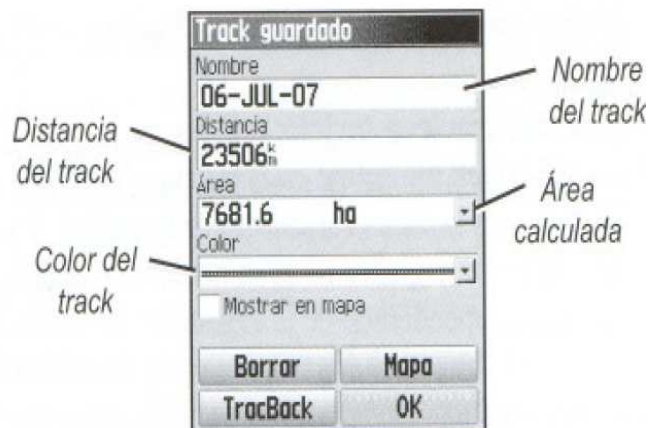 Track guardado
Nombre
06-JUL-07
Distancia
23506km
Área
7681.6 ha
Color
Mostrar en mapa
Borrar Mapa
TracBack OK
Nombre
del track
Distancia
del track
Área
calculada
Color del
track